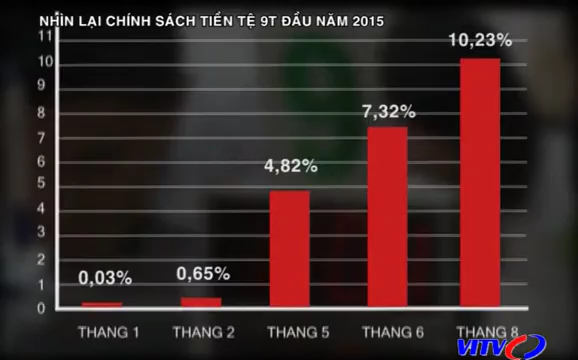 NHÌN LẠI CHÍNH SÁCH TIỀN TỆ 9T ĐẦU NĂM 2015
11
10
9
8
7
6
5
4
3
2
1
0
0,03%
0,65%
4,82%
7,32%
10,23%
THANG 1
THANG 2
THANG 5
THANG 6
THANG 8
VITV